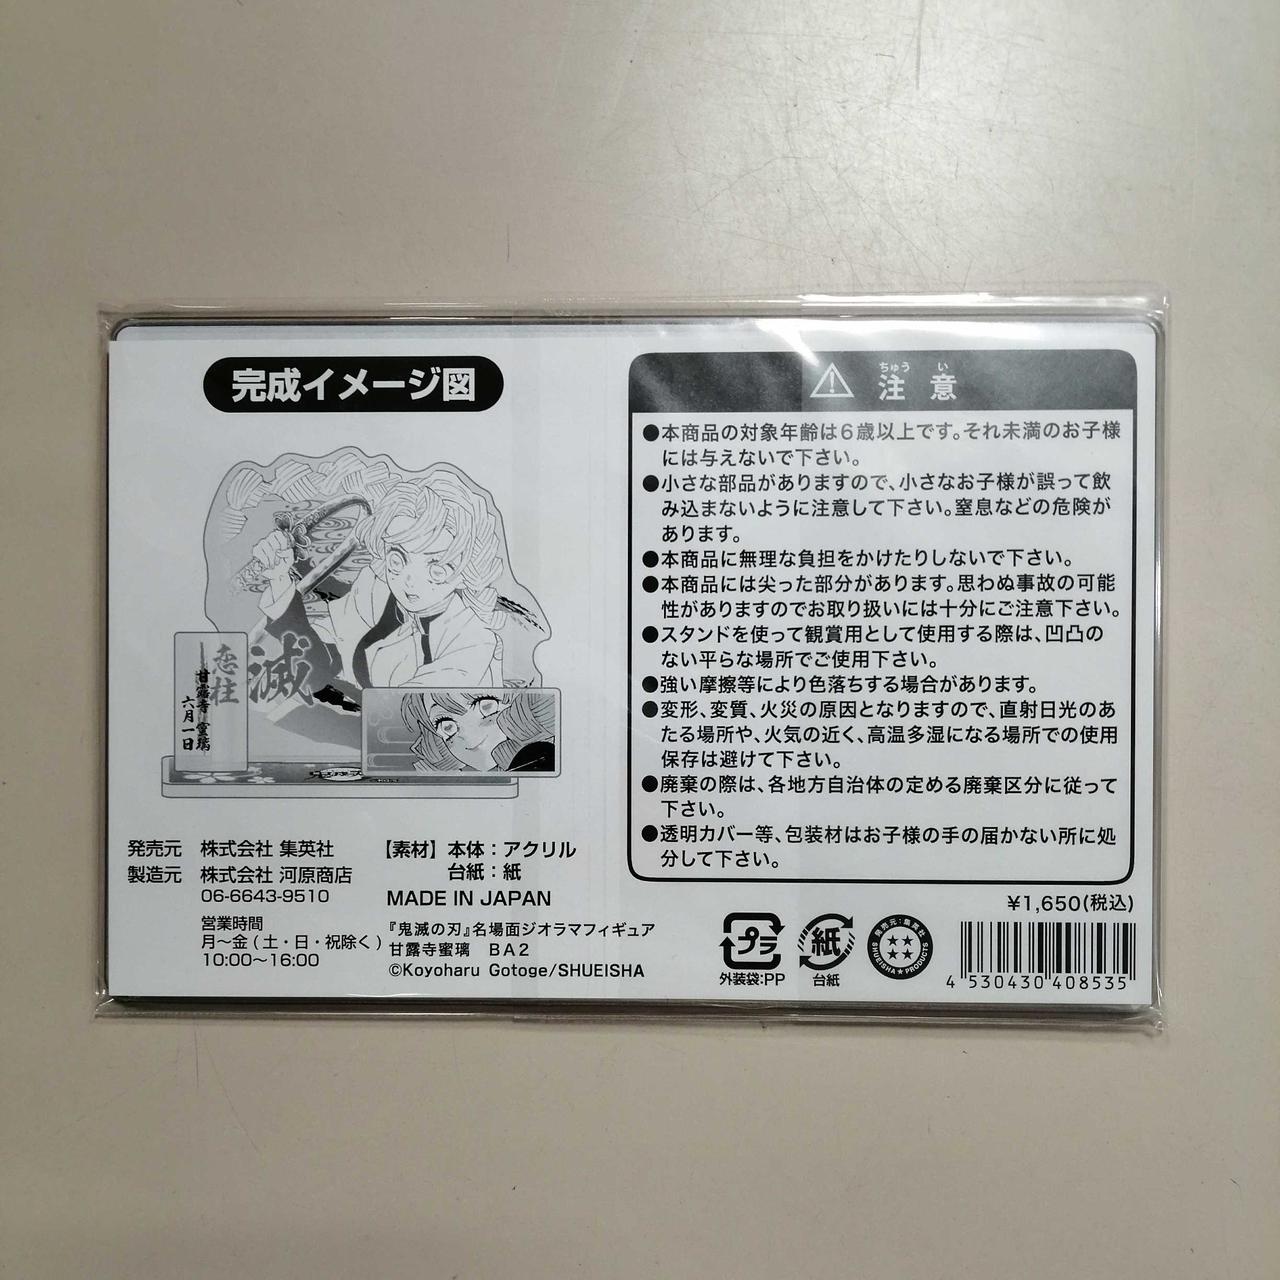 完成イメージ図
滅
恋柱
甘露寺 蜜璃
六月一日
発売元 株式会社 集英社
製造元 株式会社 河原商店
06-6643-9510
営業時間
月〜金(土・日・祝除く)
10:00〜16:00
【素材】本体：アクリル
台紙：紙
MADE IN JAPAN
『鬼滅の刃』名場面ジオラマフィギュア
甘露寺蜜璃 BA2
©Koyoharu Gotoge/SHUEISHA
ちゅう い
注 意
●本商品の対象年齢は6歳以上です。それ未満のお子様
には与えないで下さい。
●小さな部品がありますので、小さなお子様が誤って飲
み込まないように注意して下さい。窒息などの危険が
あります。
●本商品に無理な負担をかけたりしないで下さい。
●本商品には尖った部分があります。思わぬ事故の可能
性がありますのでお取り扱いには十分にご注意下さい。
●スタンドを使って観賞用として使用する際は、凹凸の
ない平らな場所でご使用下さい。
●強い摩擦等により色落ちする場合があります。
●変形、変質、火災の原因となりますので、直射日光のあ
たる場所や、火気の近く、高温多湿になる場所での使用
保存は避けて下さい。
●廃棄の際は、各地方自治体の定める廃棄区分に従って
下さい。
●透明カバー等、包装材はお子様の手の届かない所に処
分して下さい。
¥1,650(税込)
プラ
外装袋:PP
紙
台紙
発売元:集英社
SHUEISHA★PRODUCTS
4 530430 408535